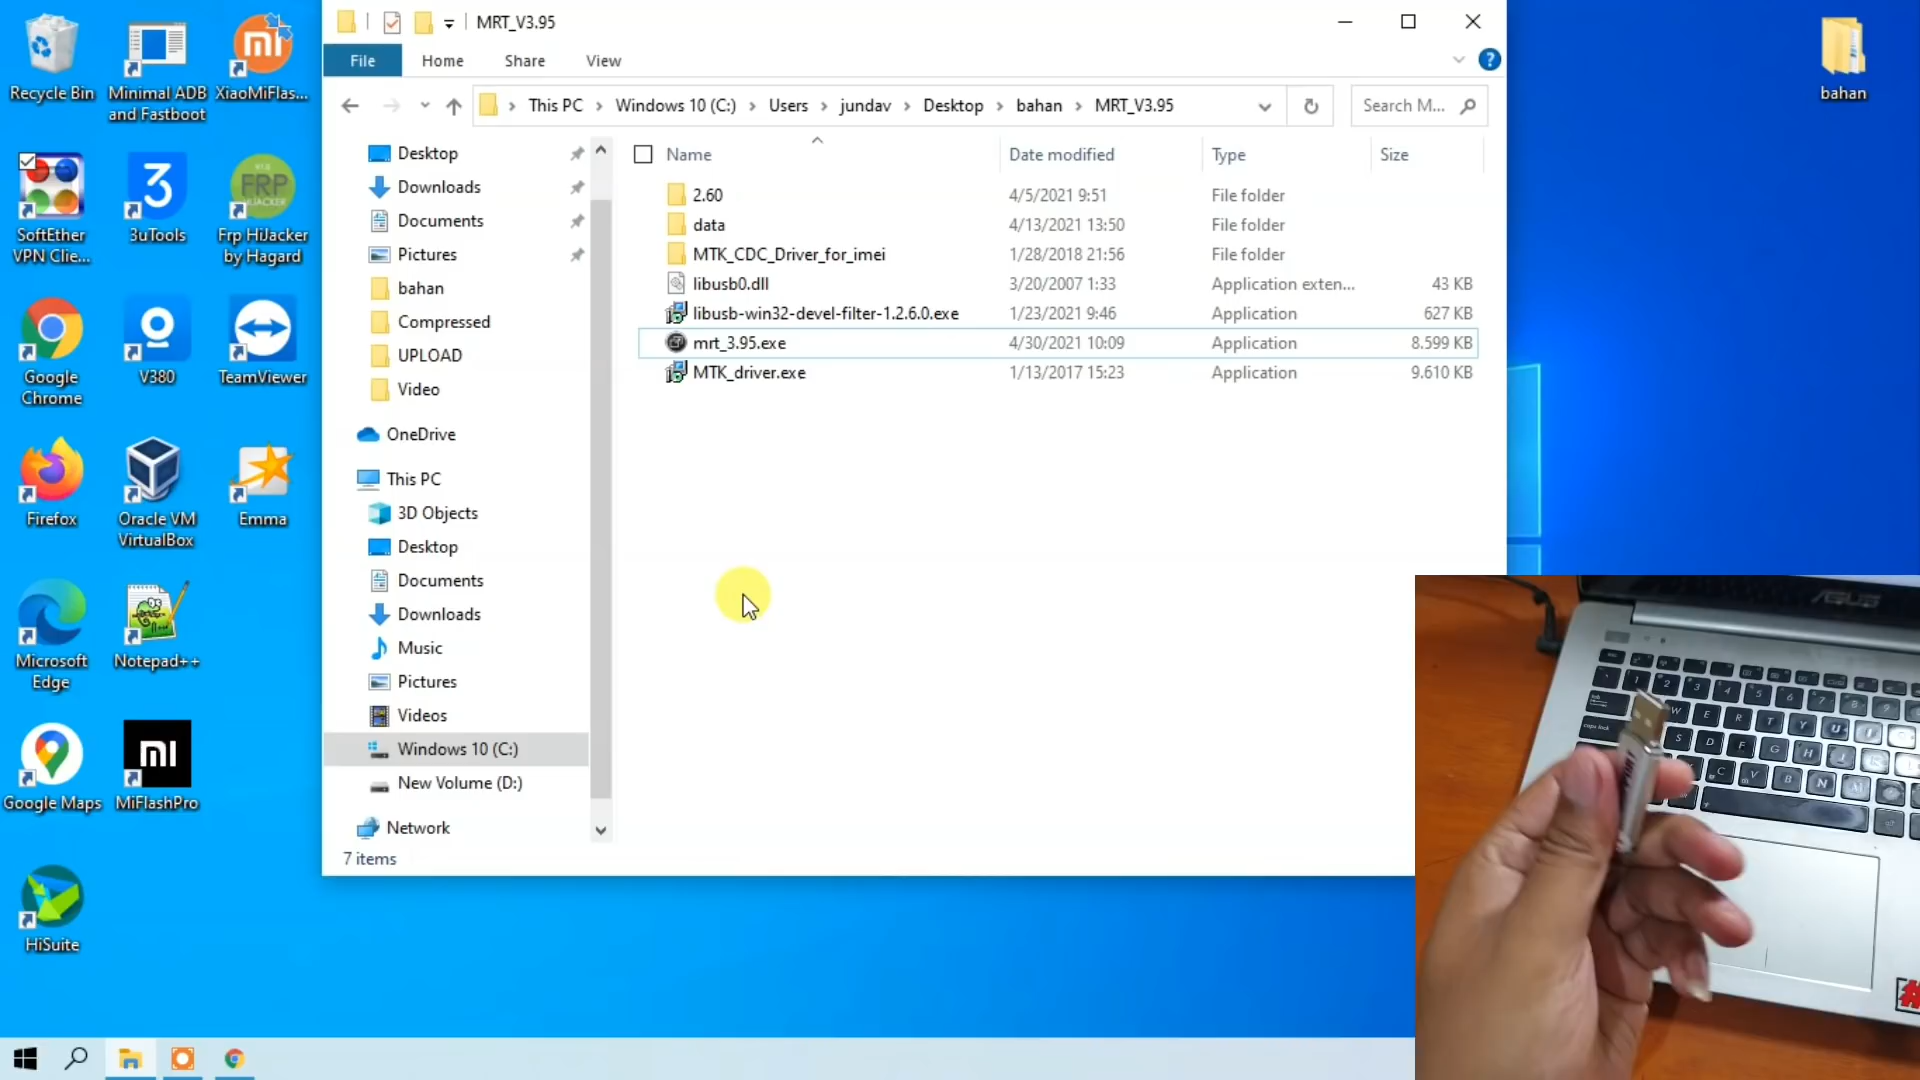 Recycle Bin
Minimal ADB
and Fastboot
XiaoMiFlas...
SoftEther
VPN Clie...
3uTools
Frp HiJacker
by Hagard
Google
Chrome
V380
TeamViewer
Firefox
Oracle VM
VirtualBox
Emma
Microsoft
Edge
Notepad++
Google Maps
MiFlashPro
HiSuite
MRT_V3.95
File
Home
Share
View
This PC
Windows 10 (C:)
Users
jundav
Desktop
bahan
MRT_V3.95
Search M...
Desktop
Downloads
Documents
Pictures
bahan
Compressed
UPLOAD
Video
OneDrive
This PC
3D Objects
Desktop
Documents
Downloads
Music
Pictures
Videos
Windows 10 (C:)
New Volume (D:)
Network
7 items
Name Date modified Type Size
2.60 4/5/2021 9:51 File folder
data 4/13/2021 13:50 File folder
MTK_CDC_Driver_for_imei 1/28/2018 21:56 File folder
libusb0.dll 3/20/2007 1:33 Application exten... 43 KB
libusb-win32-devel-filter-1.2.6.0.exe 1/23/2021 9:46 Application 627 KB
mrt_3.95.exe 4/30/2021 10:09 Application 8.599 KB
MTK_driver.exe 1/13/2017 15:23 Application 9.610 KB
bahan
ASUS